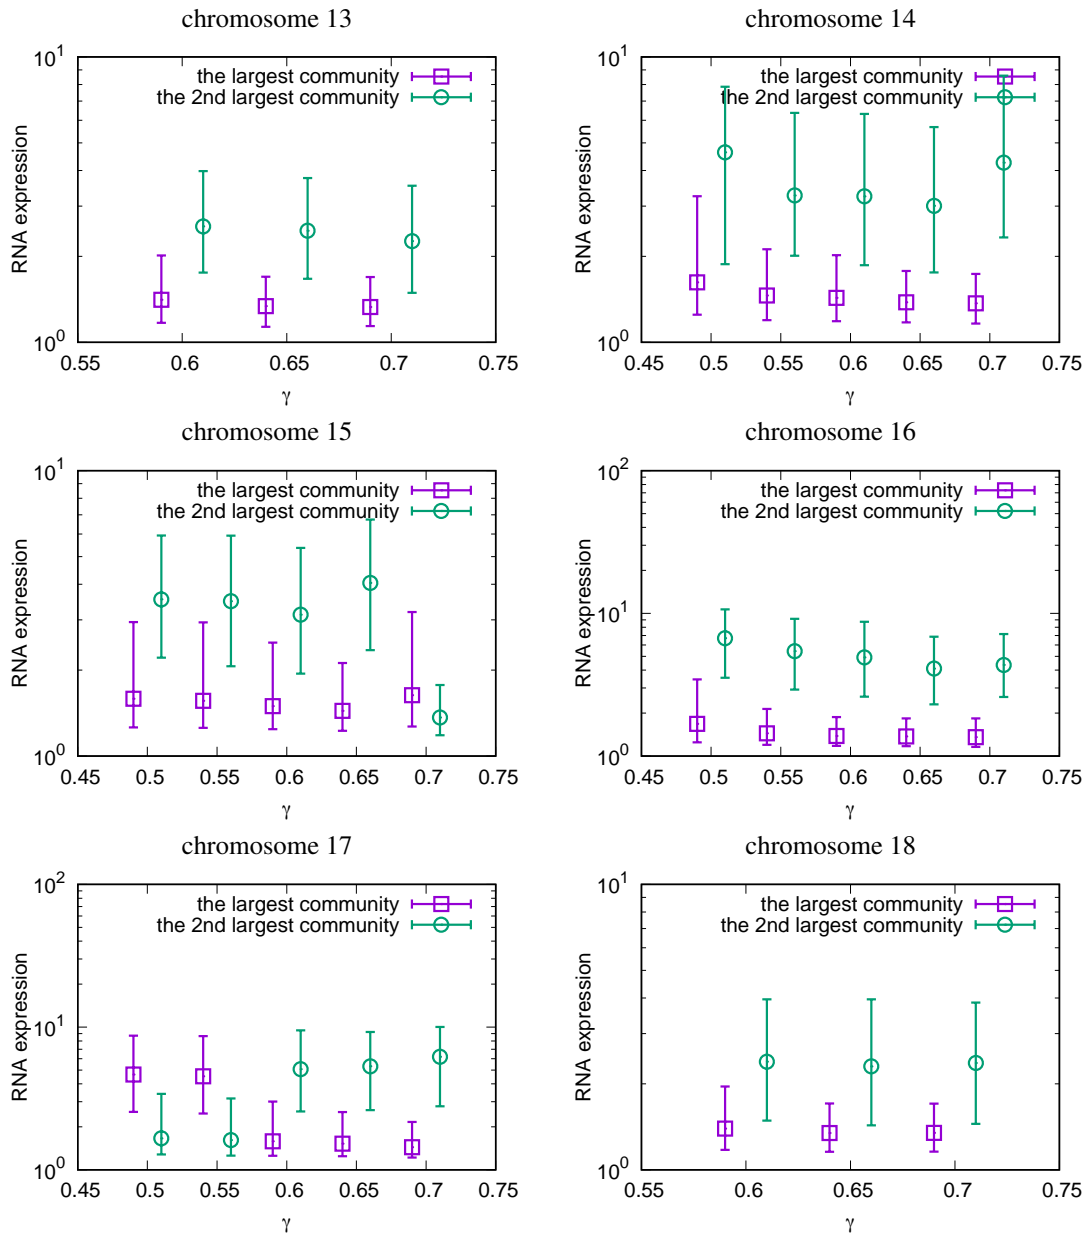 chromosome 13
10^1
the largest community
the 2nd largest community
RNA expression
10^0
0.55 0.6 0.65 0.7 0.75
γ
chromosome 14
10^1
the largest community
the 2nd largest community
RNA expression
10^0
0.45 0.5 0.55 0.6 0.65 0.7 0.75
γ
chromosome 15
10^1
the largest community
the 2nd largest community
RNA expression
10^0
0.45 0.5 0.55 0.6 0.65 0.7 0.75
γ
chromosome 16
10^2
the largest community
the 2nd largest community
RNA expression
10^1
10^0
0.45 0.5 0.55 0.6 0.65 0.7 0.75
γ
chromosome 17
10^2
the largest community
the 2nd largest community
RNA expression
10^1
10^0
0.45 0.5 0.55 0.6 0.65 0.7 0.75
γ
chromosome 18
10^1
the largest community
the 2nd largest community
RNA expression
10^0
0.55 0.6 0.65 0.7 0.75
γ